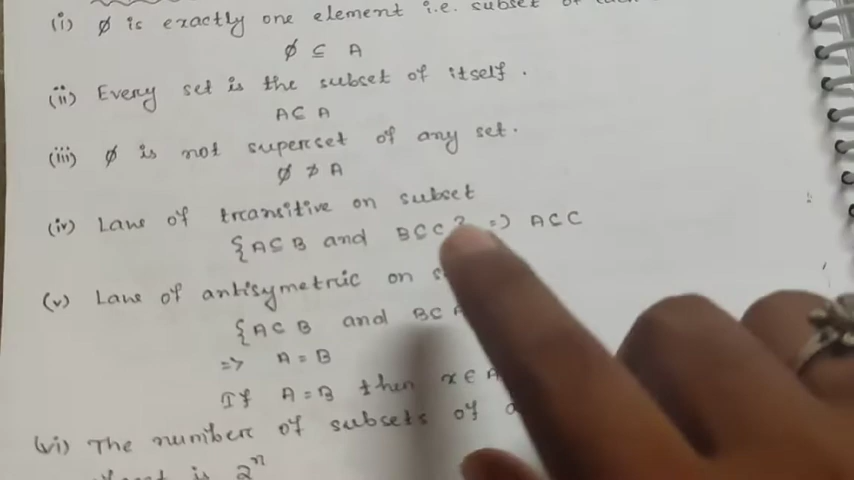 (i) ∅ is exactly one element i.e. subset of
∅ ⊆ A
(ii) Every set is the subset of itself.
A⊂ A
(iii) ∅ is not superset of any set.
∅ ⊅ A
(iv) Law of transitive on subset
{A⊆B and B⊆C} => A⊂C
(v) Law of antisymetric on
{A⊂B and B⊂A
=> A=B
If A=B then x∈A
(vi) The number of subsets of
is 2ⁿ